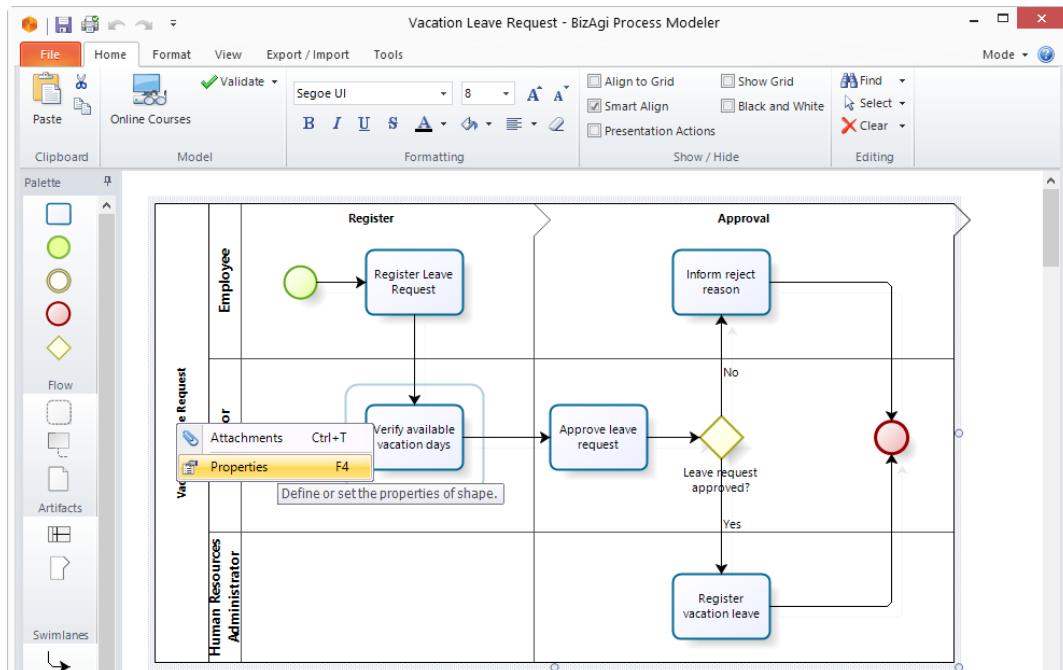 Vacation Leave Request - BizAgi Process Modeler
File Home Format View Export / Import Tools Mode
Paste
Clipboard
Online Courses
Validate
Model
Segoe UI 8 A A
B I U S A
Formatting
Align to Grid
Show Grid
Smart Align
Black and White
Presentation Actions
Show / Hide
Find
Select
Clear
Editing
Palette
Flow
Artifacts
Swimlanes
Register
Approval
Employee
Register Leave
Request
Inform reject
reason
No
Verify available
vacation days
Approve leave
request
Leave request
approved?
Yes
Attachments Ctrl+T
Properties F4
Define or set the properties of shape.
Request
Human Resources
Administrator
Register
vacation leave